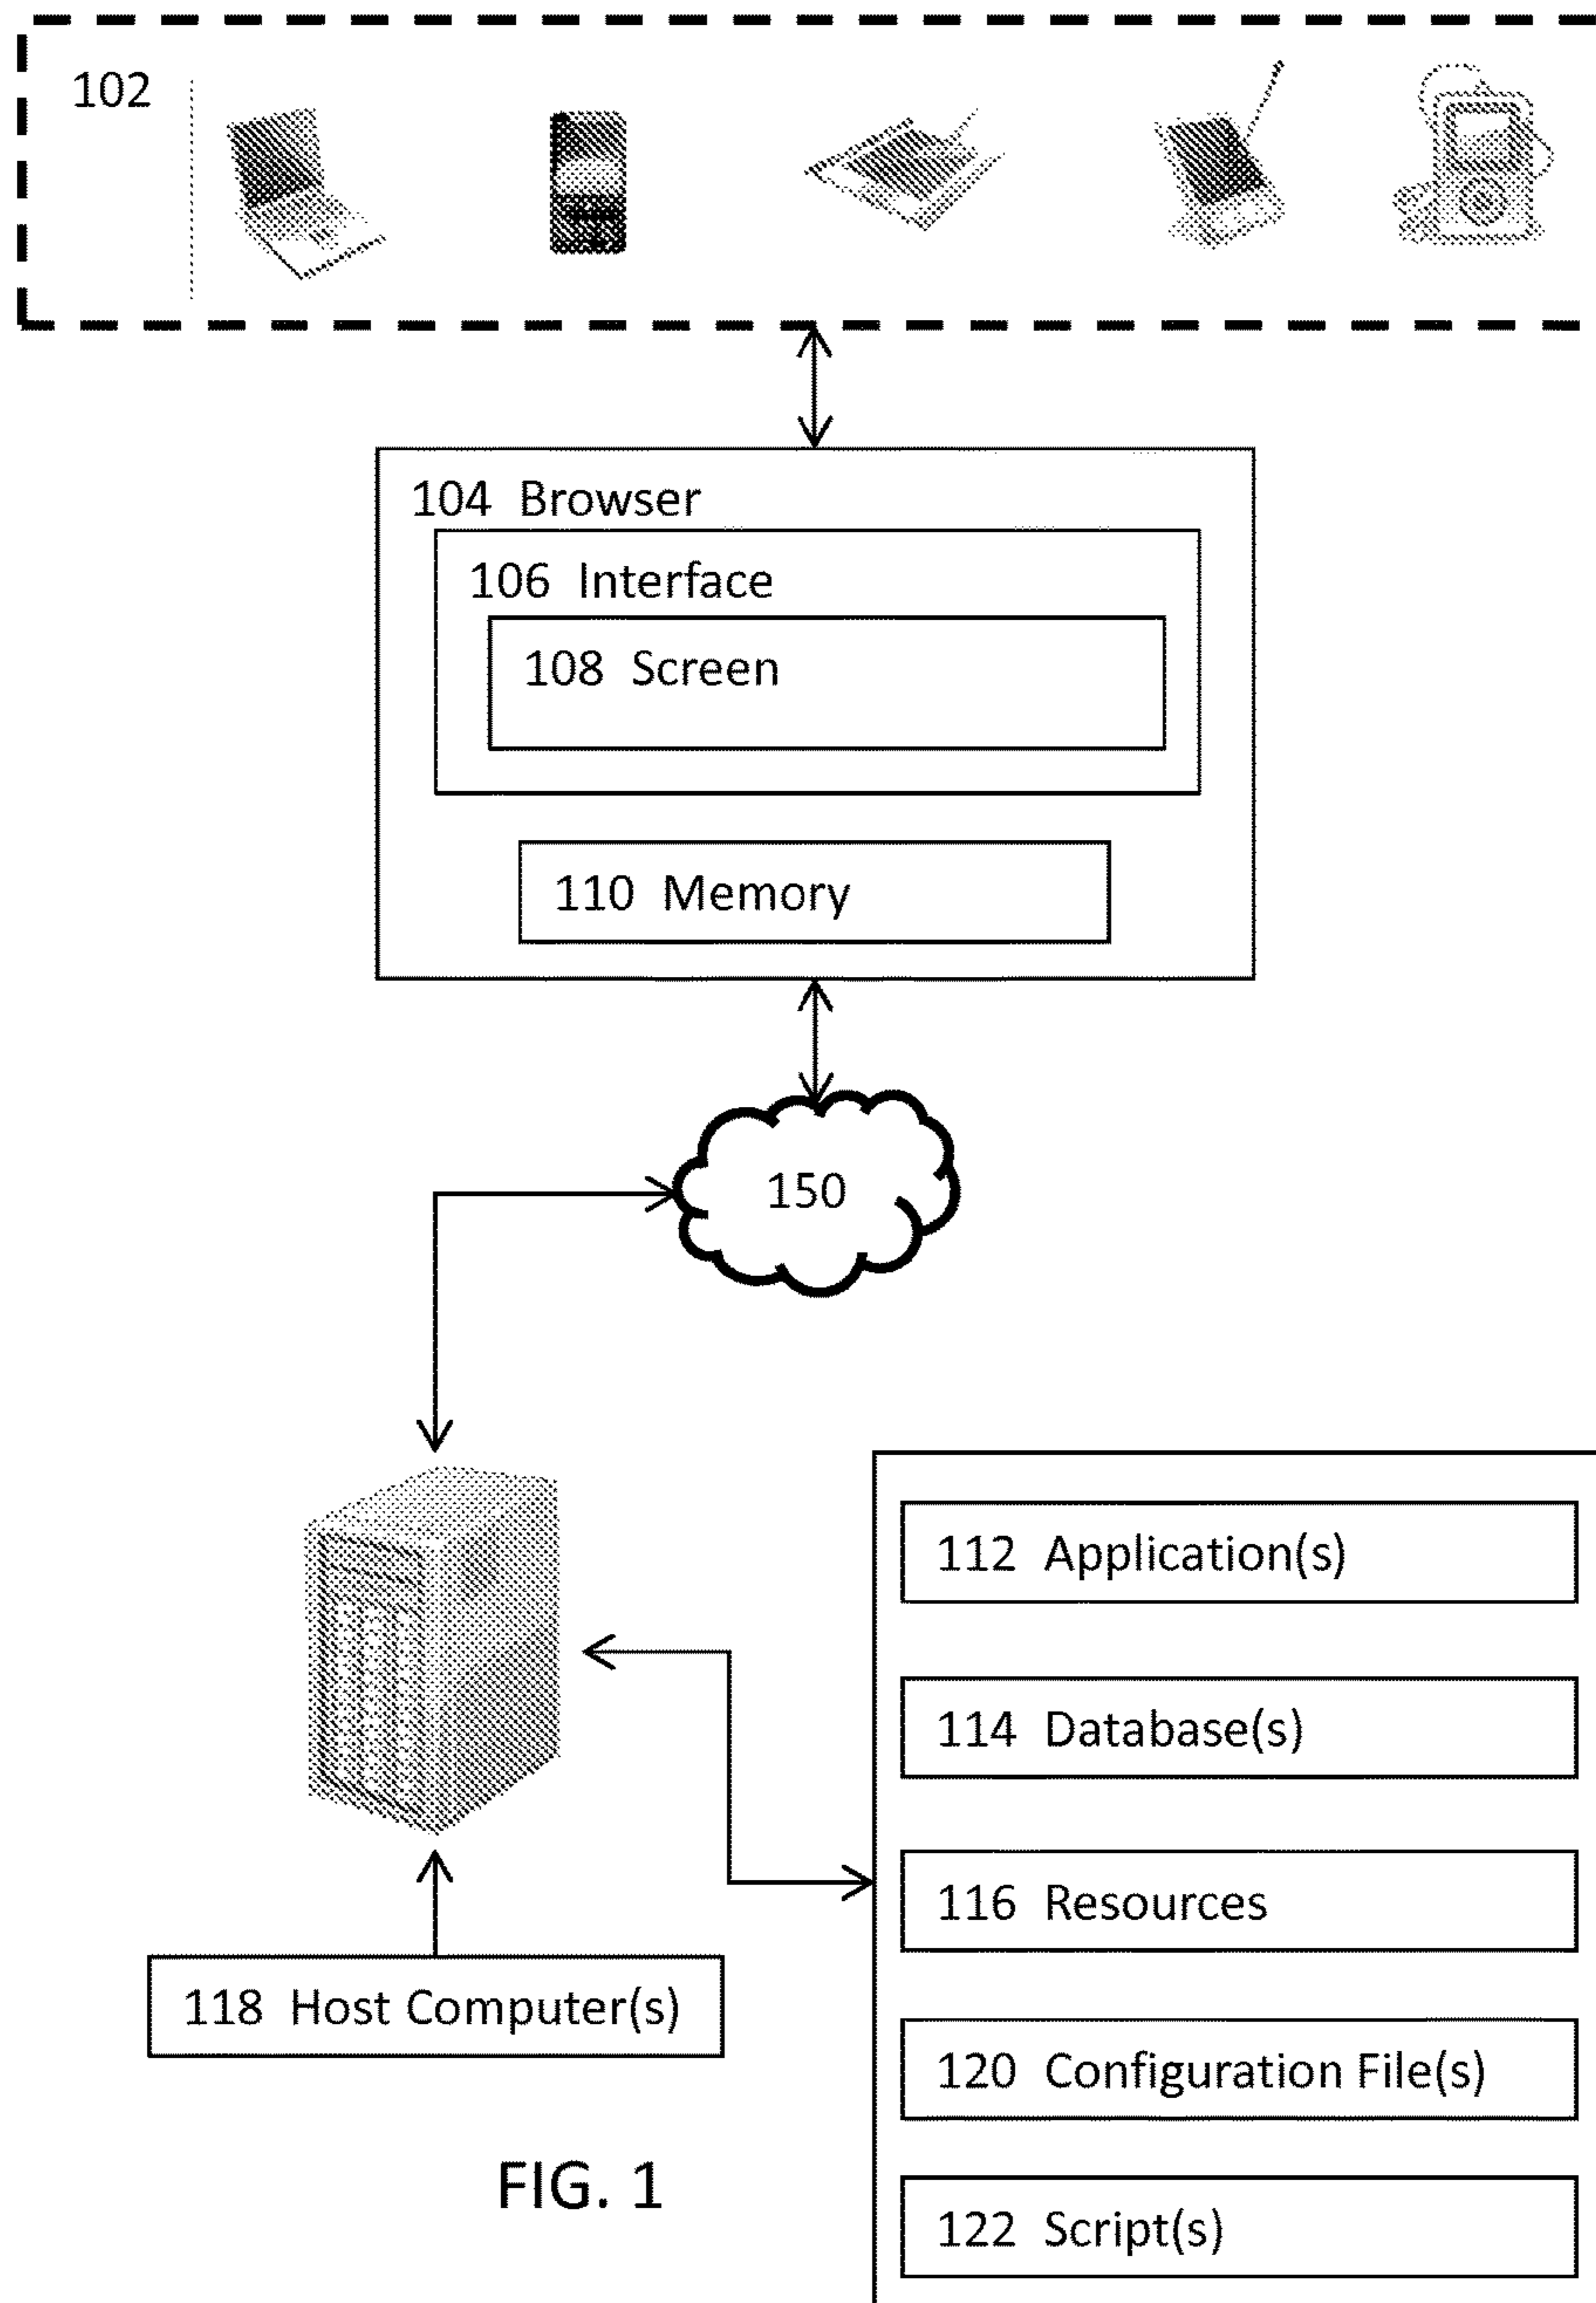 102
104 Browser
106 Interface
108 Screen
110 Memory
150
112 Application(s)
114 Database(s)
116 Resources
118 Host Computer(s)
120 Configuration File(s)
122 Script(s)
FIG. 1